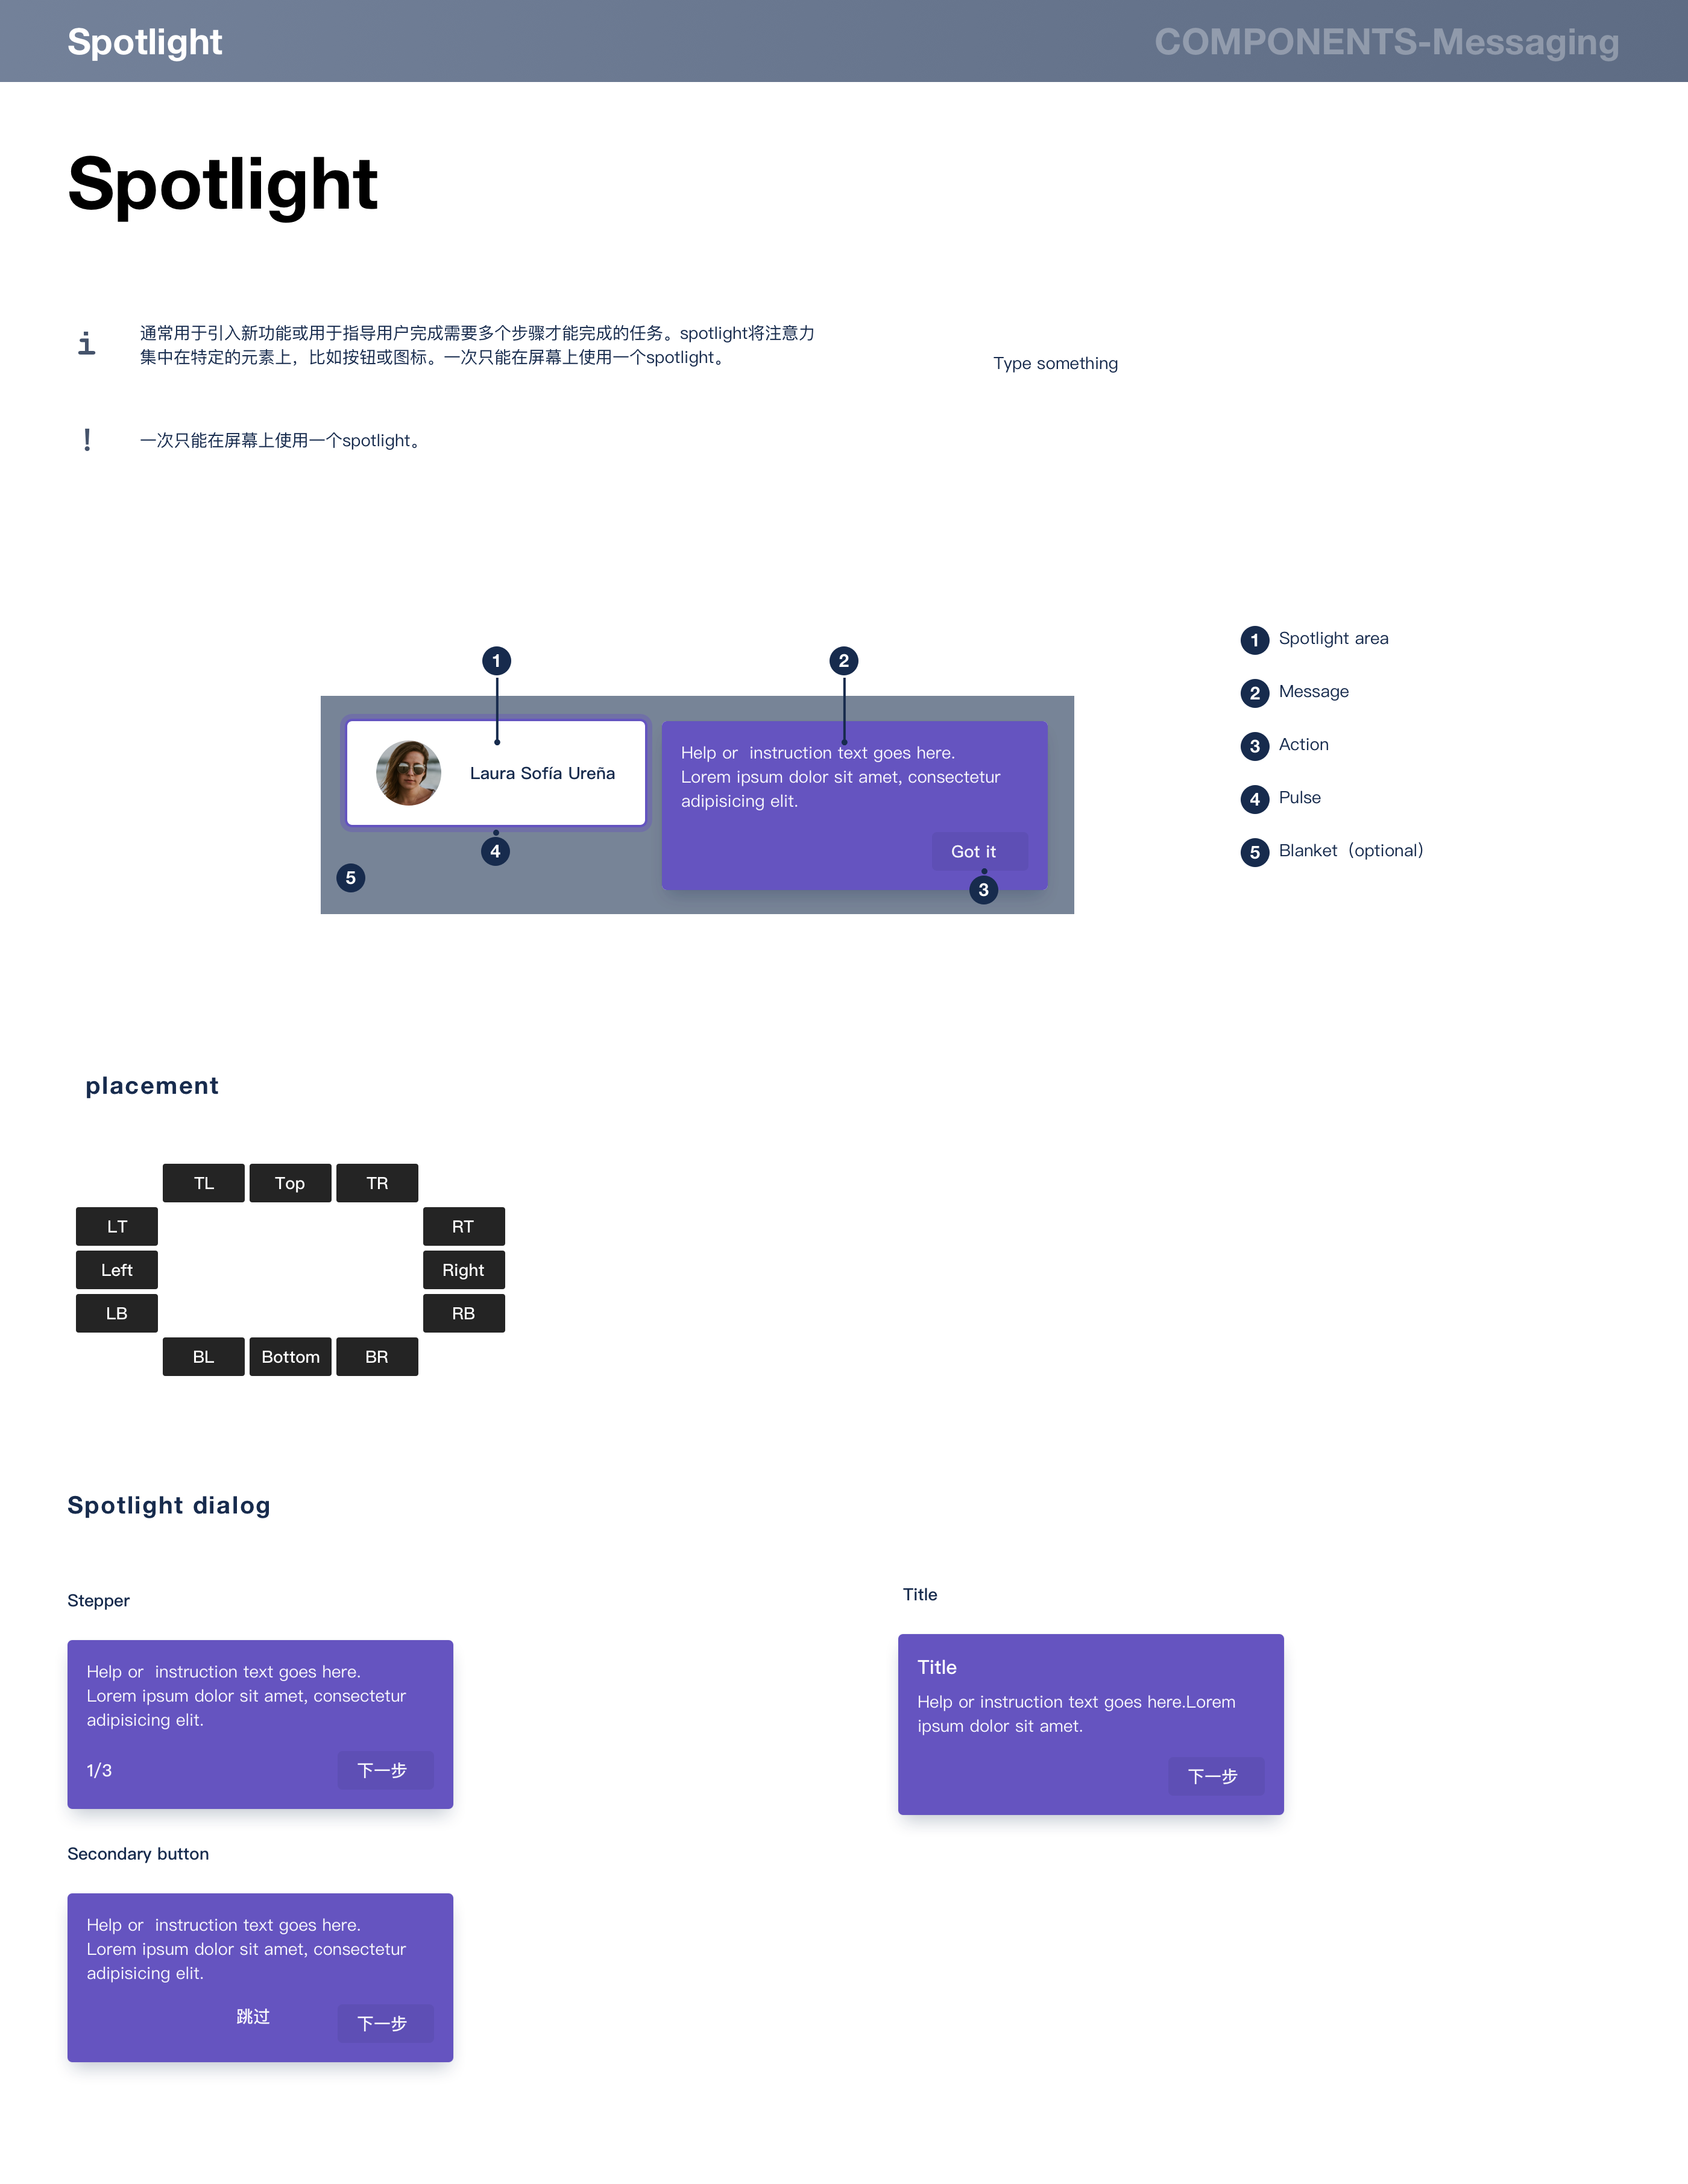 Spotlight
COMPONENTS-Messaging
Spotlight
i
通常用于引入新功能或用于指导用户完成需要多个步骤才能完成的任务。spotlight将注意力
集中在特定的元素上，比如按钮或图标。一次只能在屏幕上使用一个spotlight。
Type something
!
一次只能在屏幕上使用一个spotlight。
1
2
Laura Sofía Ureña
Help or  instruction text goes here.
Lorem ipsum dolor sit amet, consectetur
adipisicing elit.
Got it
4
5
3
1 Spotlight area
2 Message
3 Action
4 Pulse
5 Blanket（optional）
placement
TL Top TR
LT RT
Left Right
LB RB
BL Bottom BR
Spotlight dialog
Stepper
Help or  instruction text goes here.
Lorem ipsum dolor sit amet, consectetur
adipisicing elit.
1/3 下一步
Title
Title
Help or instruction text goes here.Lorem
ipsum dolor sit amet.
下一步
Secondary button
Help or  instruction text goes here.
Lorem ipsum dolor sit amet, consectetur
adipisicing elit.
跳过 下一步